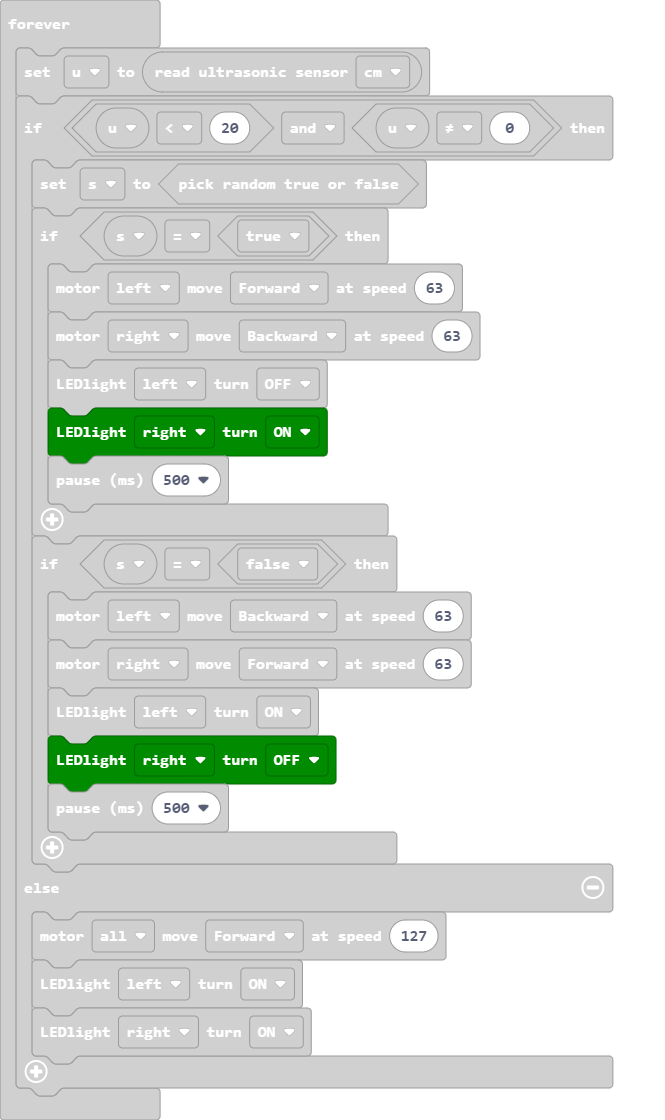 forever
set u to read ultrasonic sensor cm
if u < 20 and u ≠ 0 then
set s to pick random true or false
if s = true then
motor left move Forward at speed 63
motor right move Backward at speed 63
LEDlight left turn OFF
LEDlight right turn ON
pause (ms) 500
if s = false then
motor left move Backward at speed 63
motor right move Forward at speed 63
LEDlight left turn ON
LEDlight right turn OFF
pause (ms) 500
else
motor all move Forward at speed 127
LEDlight left turn ON
LEDlight right turn ON